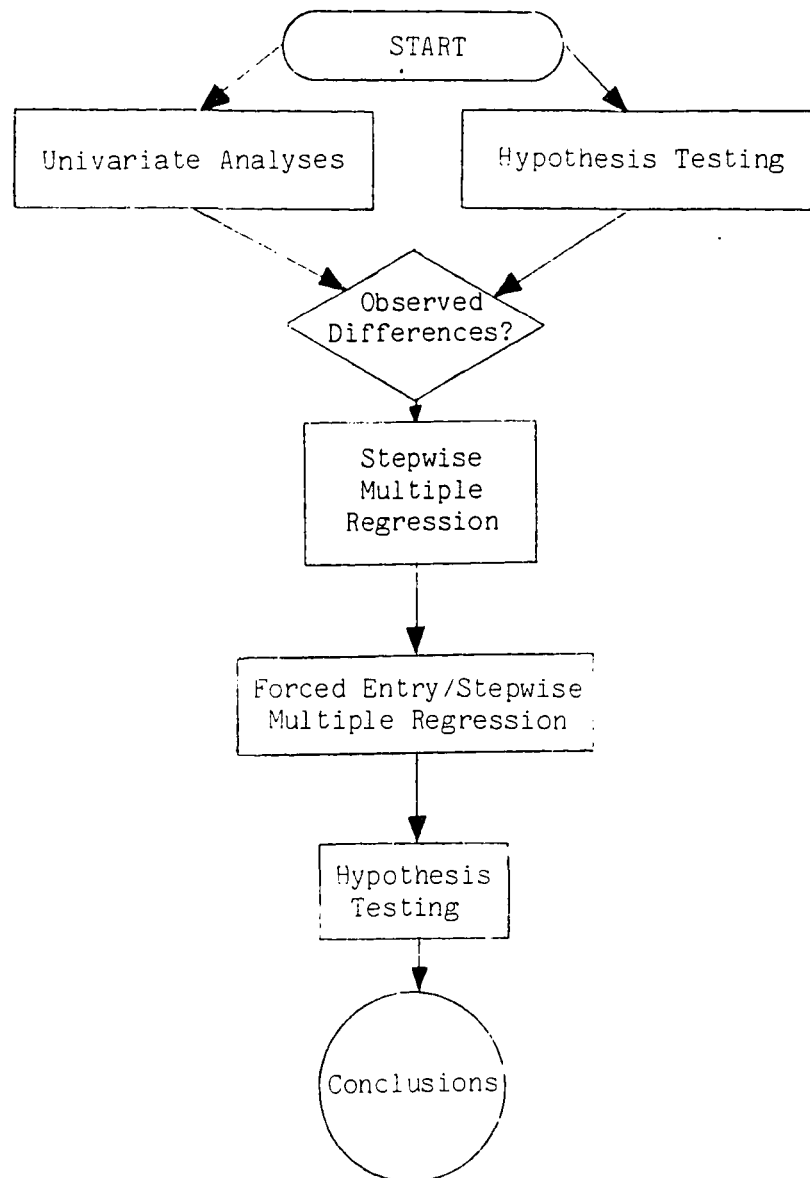 START
Univariate Analyses
Hypothesis Testing
Observed
Differences?
Stepwise
Multiple
Regression
Forced Entry/Stepwise
Multiple Regression
Hypothesis
Testing
Conclusions